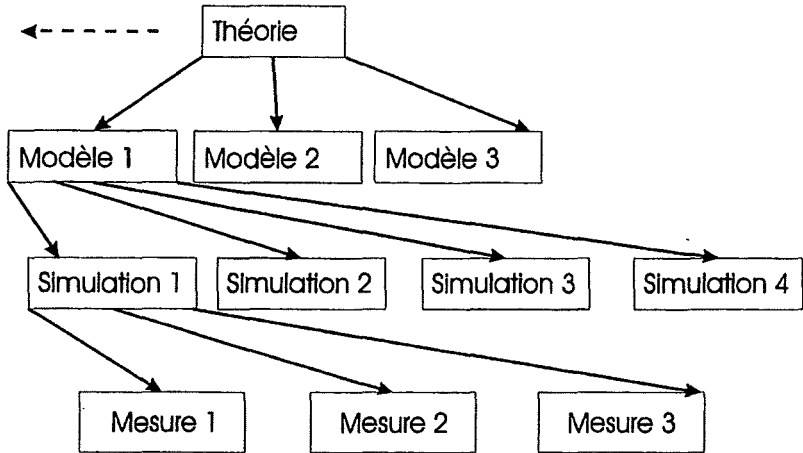 Théorie
Modèle 1 Modèle 2 Modèle 3
Simulation 1 Simulation 2 Simulation 3 Simulation 4
Mesure 1 Mesure 2 Mesure 3